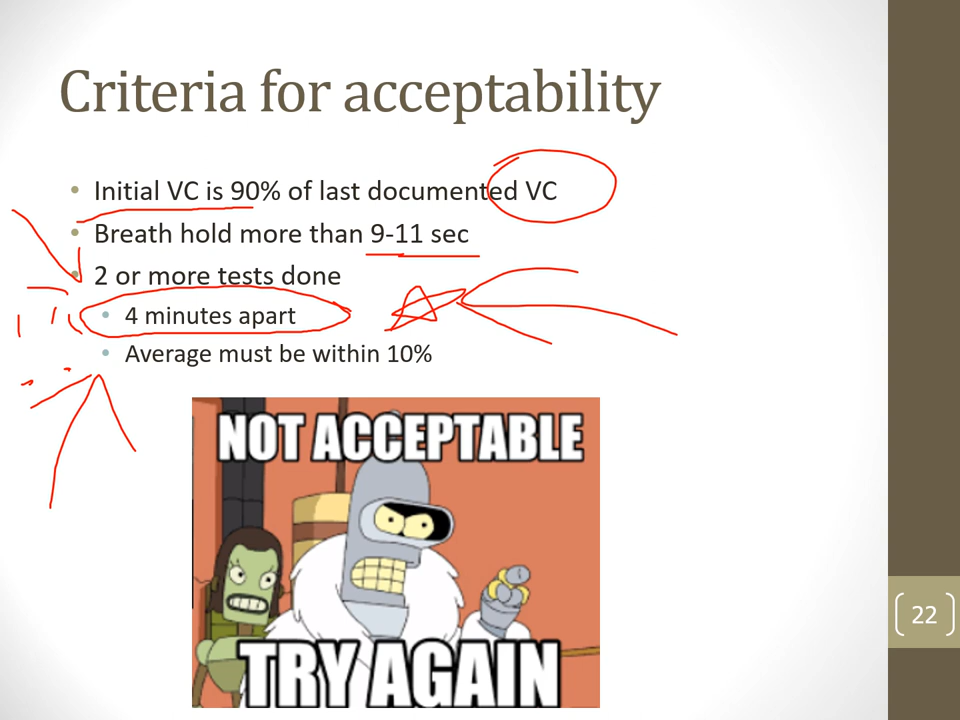 Criteria for acceptability
• Initial VC is 90% of last documented VC
• Breath hold more than 9-11 sec
• 2 or more tests done
• 4 minutes apart
• Average must be within 10%
NOT ACCEPTABLE
TRY AGAIN
22